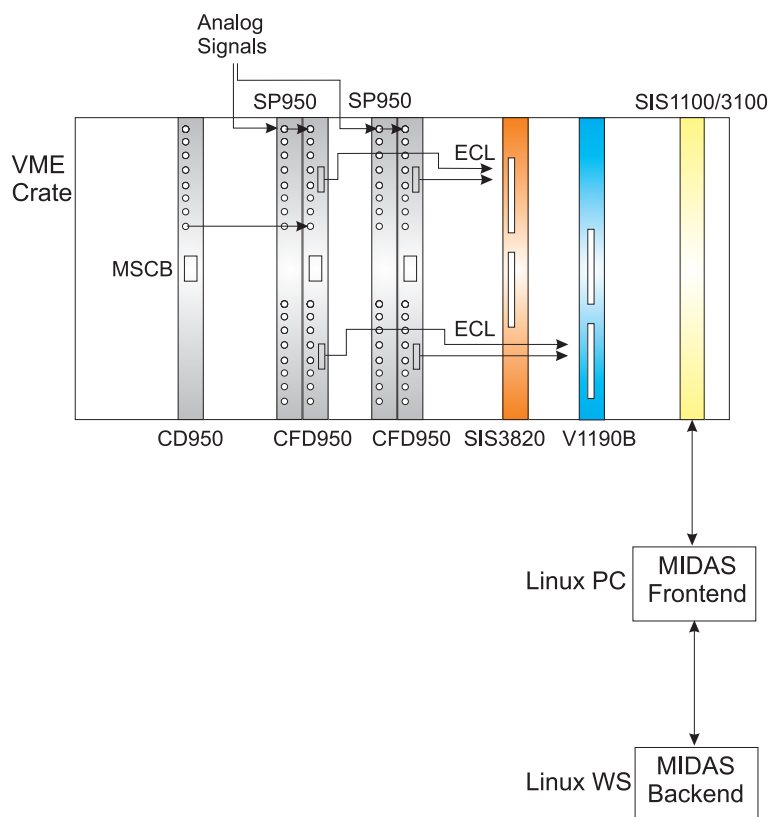 Analog
Signals
SP950
SP950
SIS1100/3100
VME
Crate
ECL
MSCB
ECL
CD950
CFD950
CFD950
SIS3820
V1190B
Linux PC
MIDAS
Frontend
Linux WS
MIDAS
Backend